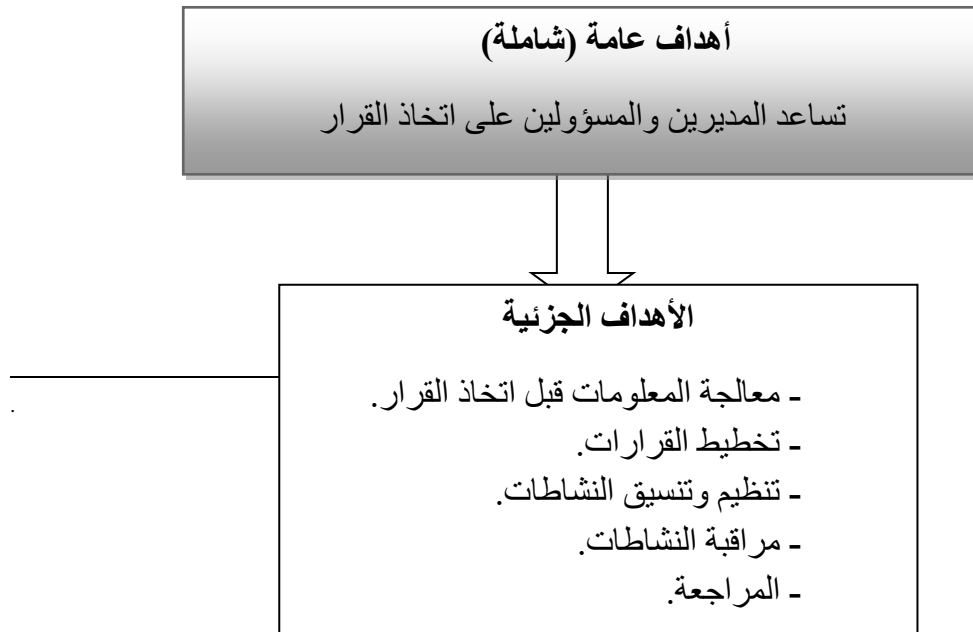 أهداف عامة (شاملة)
تساعد المديرين والمسؤولين على اتخاذ القرار
الأهداف الجزئية
- معالجة المعلومات قبل اتخاذ القرار.
- تخطيط القرارات.
- تنظيم وتنسيق النشاطات.
- مراقبة النشاطات.
- المراجعة.
.